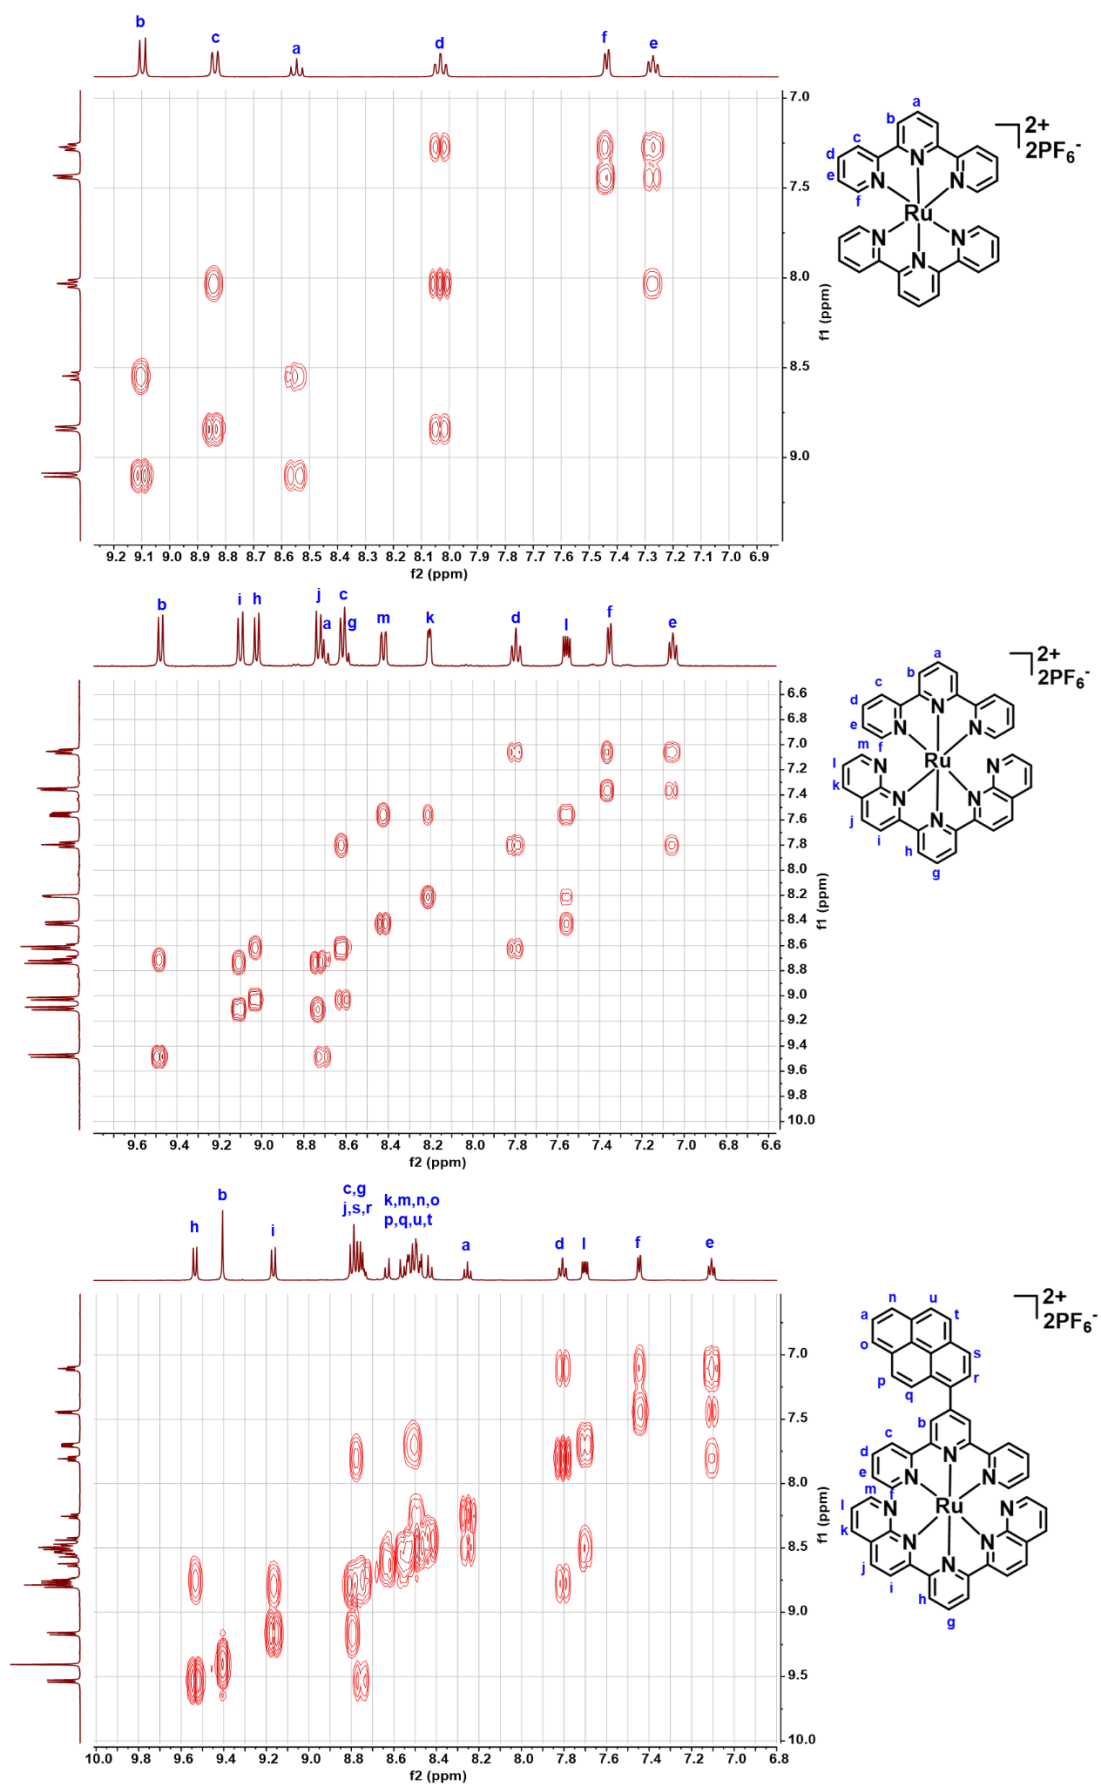 b c a d f e
7.0
7.5
8.0
8.5
9.0
f1 (ppm)
9.2 9.1 9.0 8.9 8.8 8.7 8.6 8.5 8.4 8.3 8.2 8.1 8.0 7.9 7.8 7.7 7.6 7.5 7.4 7.3 7.2 7.1 7.0 6.9
f2 (ppm)
a
b
c
d
e
f
N
N N
Ru
N N
N
2+
2PF6-
b i h j a c g m k d l f e
6.6
6.8
7.0
7.2
7.4
7.6
7.8
8.0
8.2
8.4
8.6
8.8
9.0
9.2
9.4
9.6
9.8
10.0
f1 (ppm)
9.6 9.4 9.2 9.0 8.8 8.6 8.4 8.2 8.0 7.8 7.6 7.4 7.2 7.0 6.8 6.6
f2 (ppm)
a
b
c
d
e
N
N N
m f
l N Ru N
k
N N
N
j
i
h
g
2+
2PF6-
c,g
j,s,r
k,m,n,o
p,q,u,t
h b i a d l f e
7.0
7.5
8.0
8.5
9.0
9.5
10.0
f1 (ppm)
10.0 9.8 9.6 9.4 9.2 9.0 8.8 8.6 8.4 8.2 8.0 7.8 7.6 7.4 7.2 7.0 6.8
f2 (ppm)
n u
a t
o s
p r
q
b
c
d
e
N
N N
m f
l N Ru N
k
N N
N
j
i
h
g
2+
2PF6-